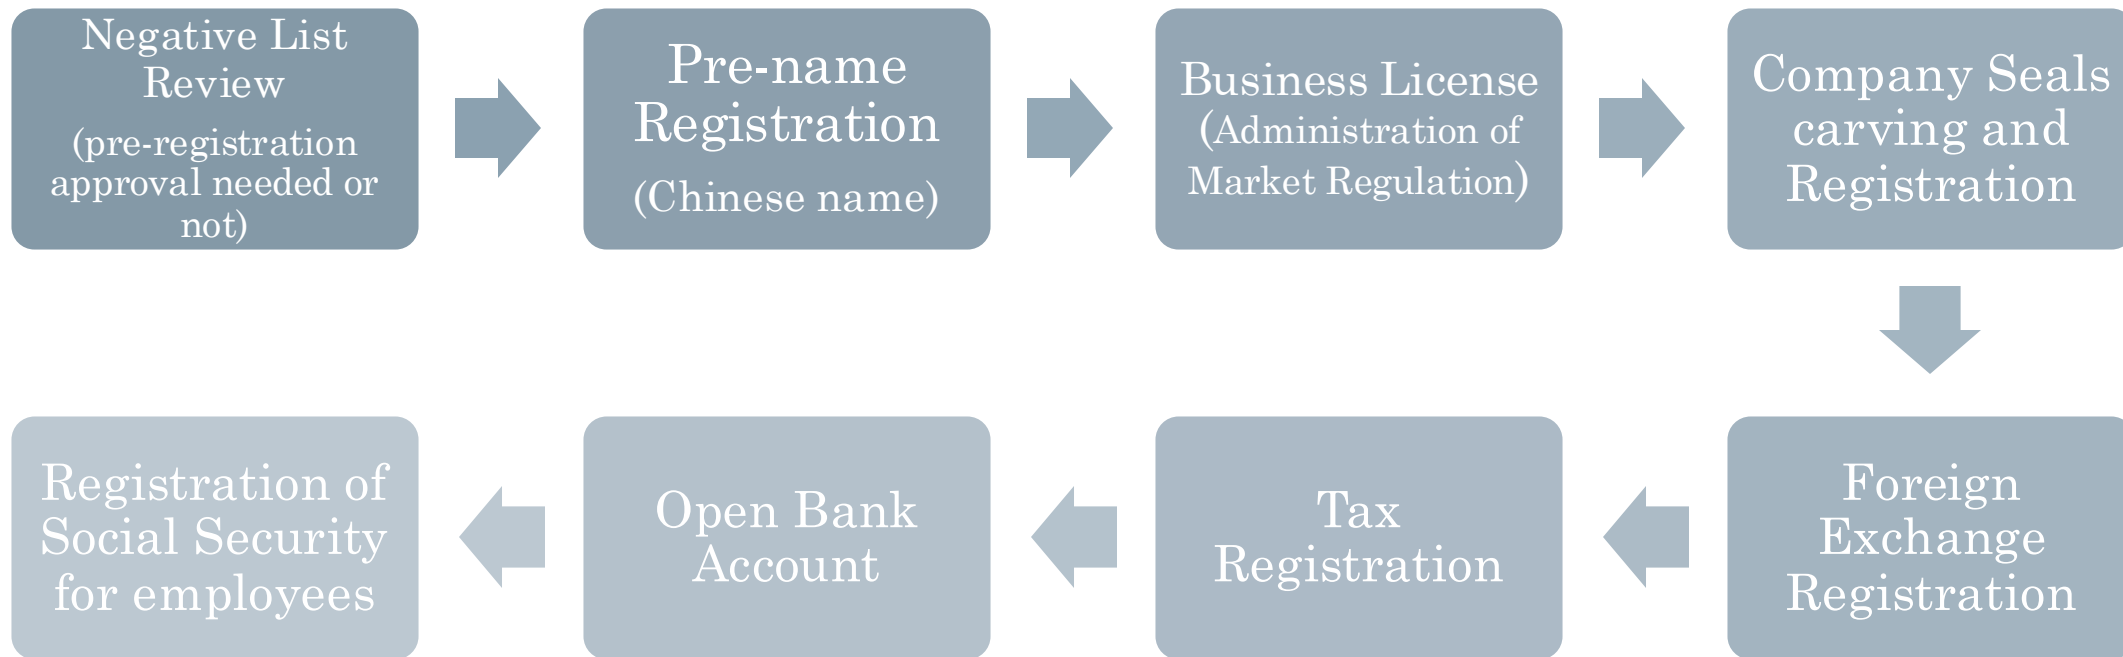 Negative List
Review
(pre-registration
approval needed or
not)
Pre-name
Registration
(Chinese name)
Business License
(Administration of
Market Regulation)
Company Seals
carving and
Registration
Foreign
Exchange
Registration
Tax
Registration
Open Bank
Account
Registration of
Social Security
for employees